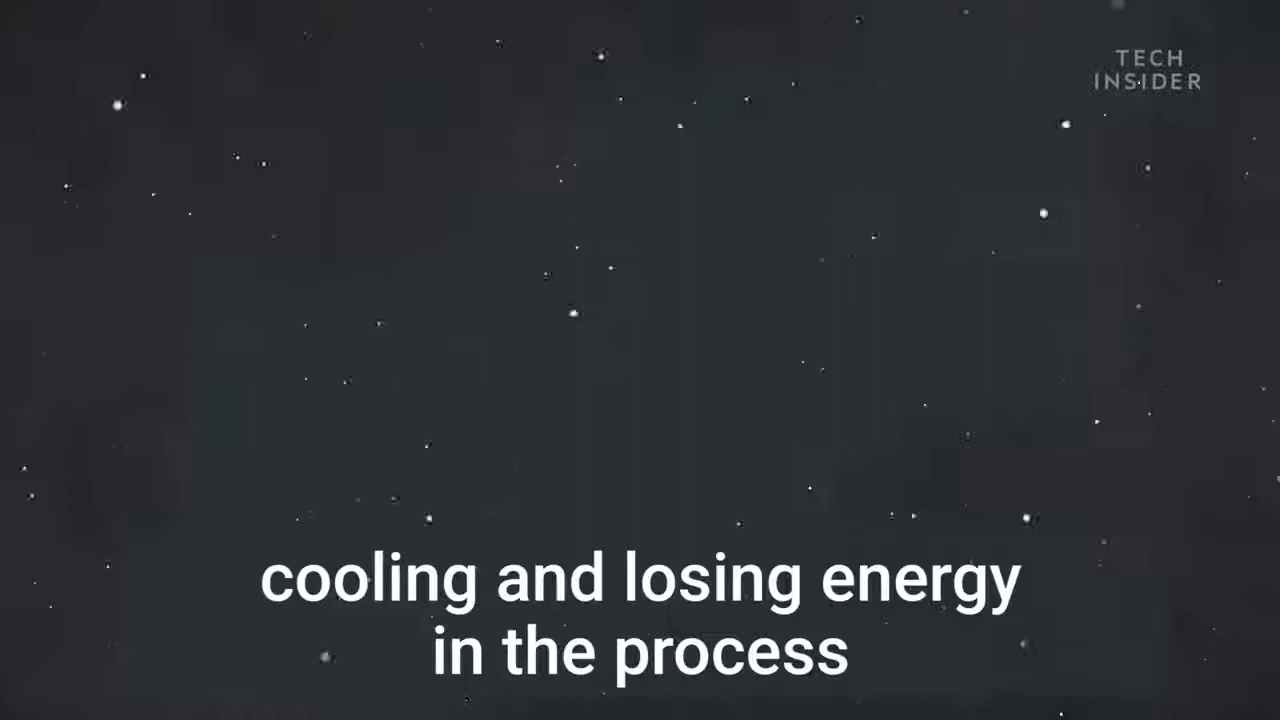 TECH
INSIDER
cooling and losing energy
in the process